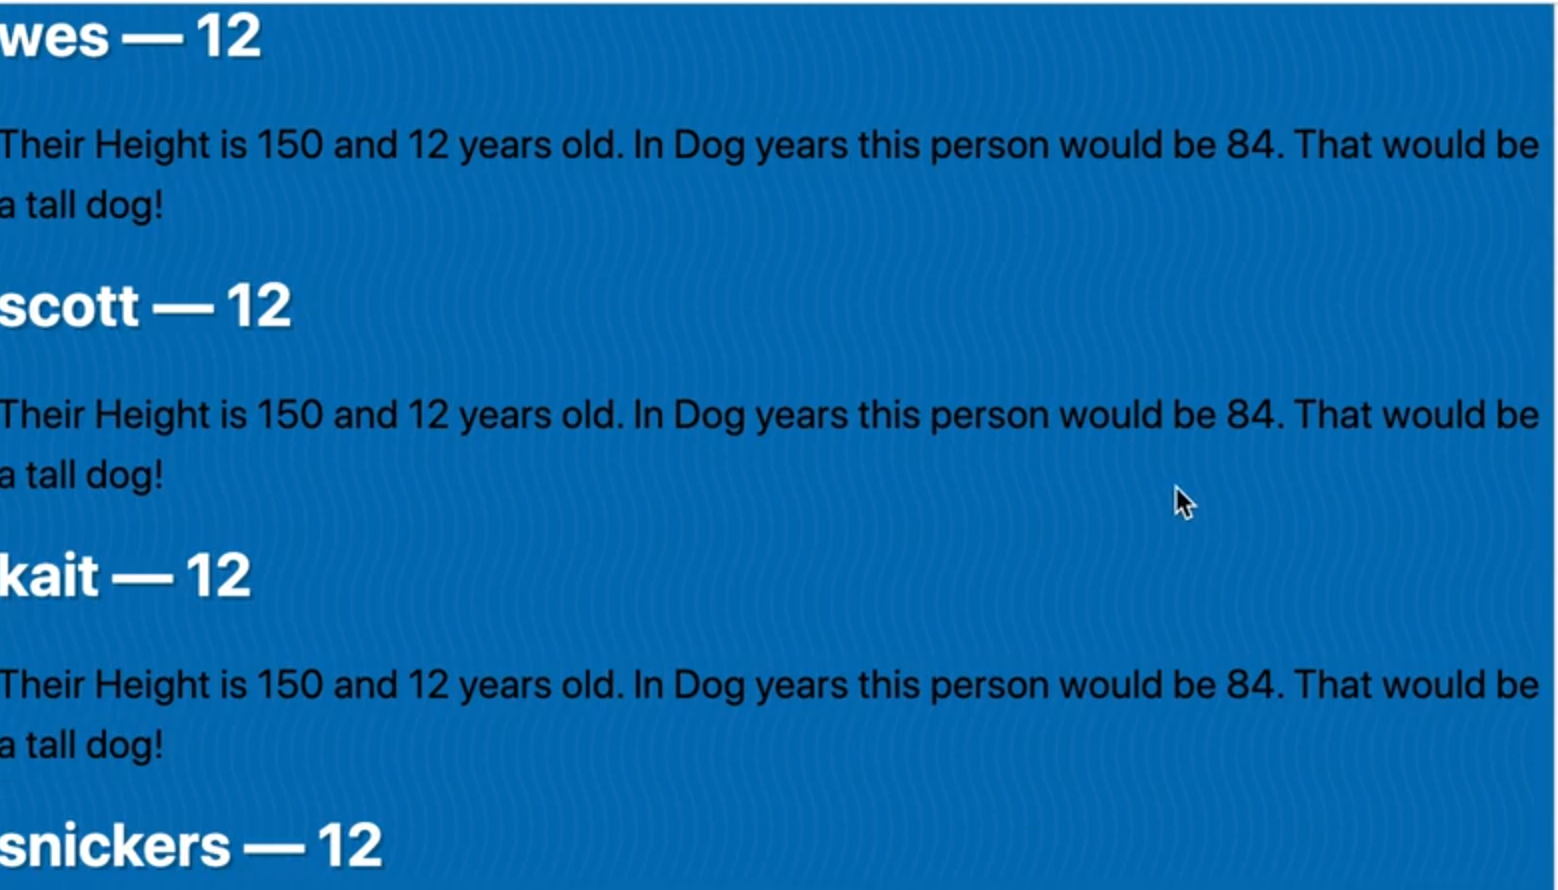 wes — 12
Their Height is 150 and 12 years old. In Dog years this person would be 84. That would be
a tall dog!
scott — 12
Their Height is 150 and 12 years old. In Dog years this person would be 84. That would be
a tall dog!
kait — 12
Their Height is 150 and 12 years old. In Dog years this person would be 84. That would be
a tall dog!
snickers — 12